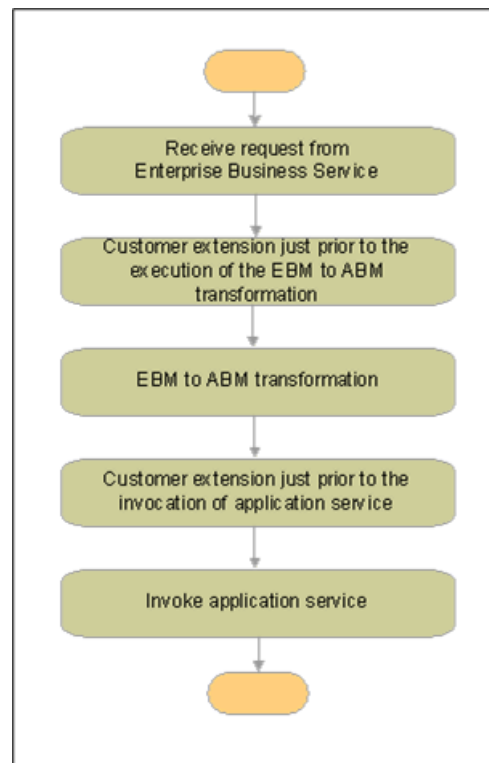 Receive request from
Enterprise Business Service
Customer extension just prior to the
execution of the EBM to ABM
transformation
EBM to ABM transformation
Customer extension just prior to the
invocation of application service
Invoke application service